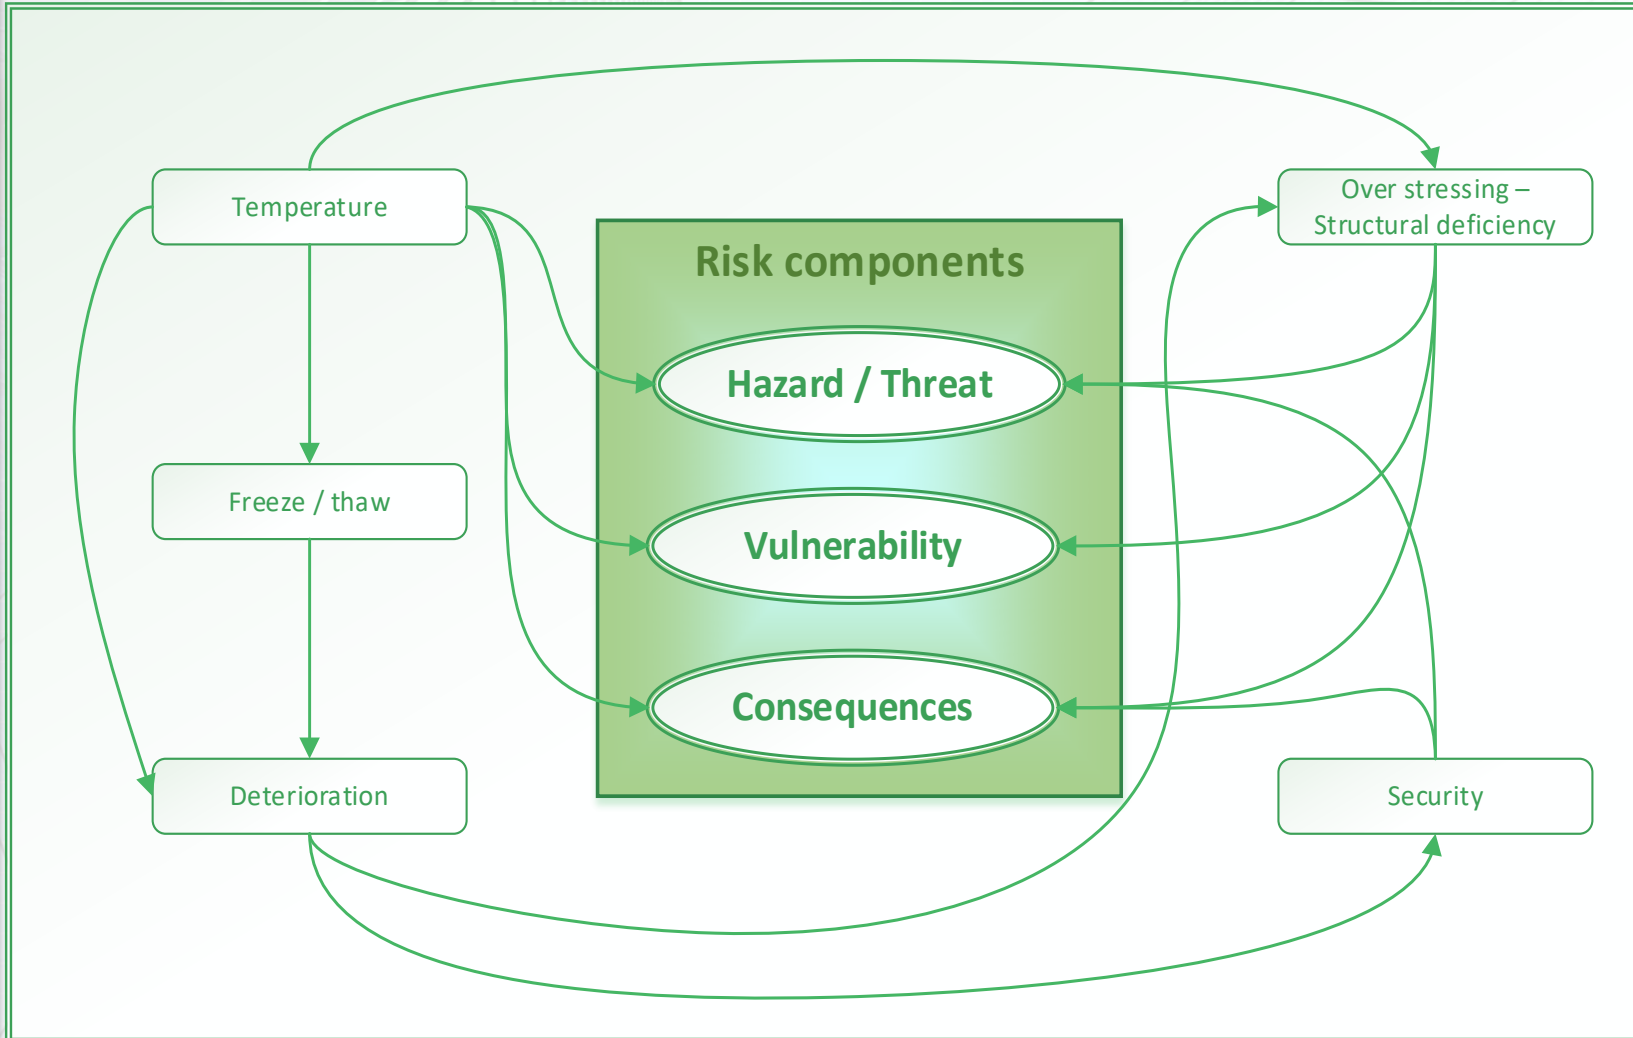 Temperature
Over stressing –
Structural deficiency
Risk components
Hazard / Threat
Freeze / thaw
Vulnerability
Consequences
Deterioration
Security